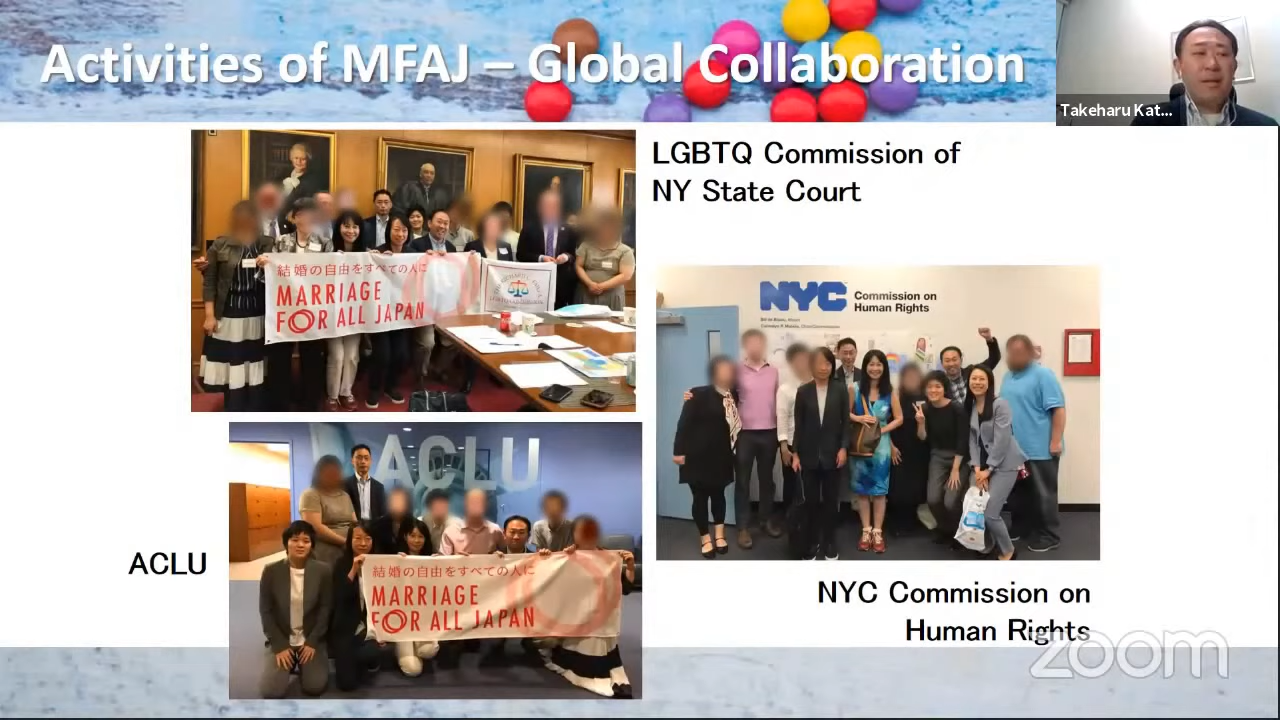 Activities of MFAJ – Global Collaboration
Takeharu Kat...
LGBTQ Commission of
NY State Court
結婚の自由をすべての人に
MARRIAGE
FOR ALL JAPAN
NYC Commission on
Human Rights
ACLU
ACLU
結婚の自由をすべての人に
MARRIAGE
FOR ALL JAPAN
NYC Commission on
Human Rights
zoom